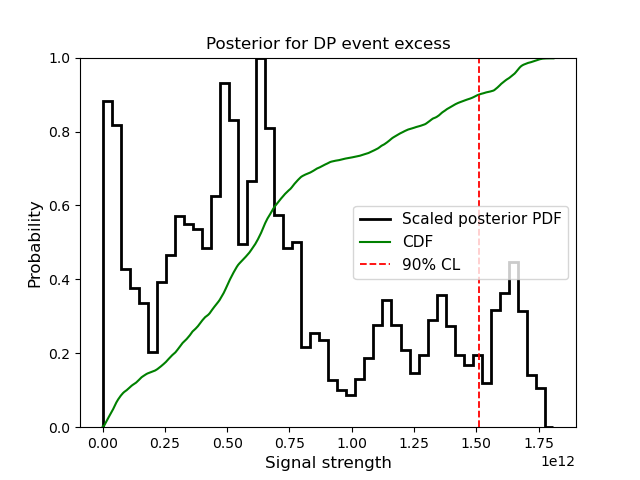 Posterior for DP event excess
Probability
1.0
0.8
0.6
0.4
0.2
0.0
Scaled posterior PDF
CDF
90% CL
0.00 0.25 0.50 0.75 1.00 1.25 1.50 1.75
1e12
Signal strength